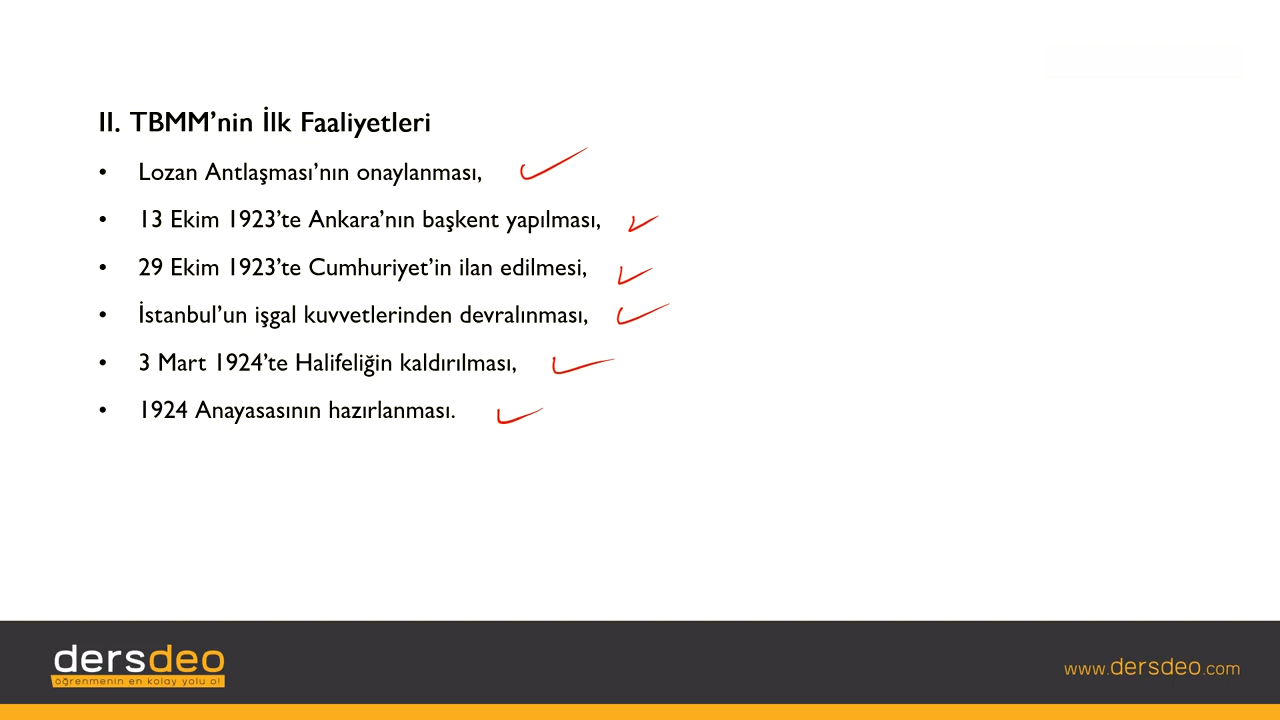 II. TBMM’nin İlk Faaliyetleri
• Lozan Antlaşması’nın onaylanması,
• 13 Ekim 1923’te Ankara’nın başkent yapılması,
• 29 Ekim 1923’te Cumhuriyet’in ilan edilmesi,
• İstanbul’un işgal kuvvetlerinden devralınması,
• 3 Mart 1924’te Halifeliğin kaldırılması,
• 1924 Anayasasının hazırlanması.
dersdeo
öğrenmenin en kolay yolu o!
www.dersdeo.com